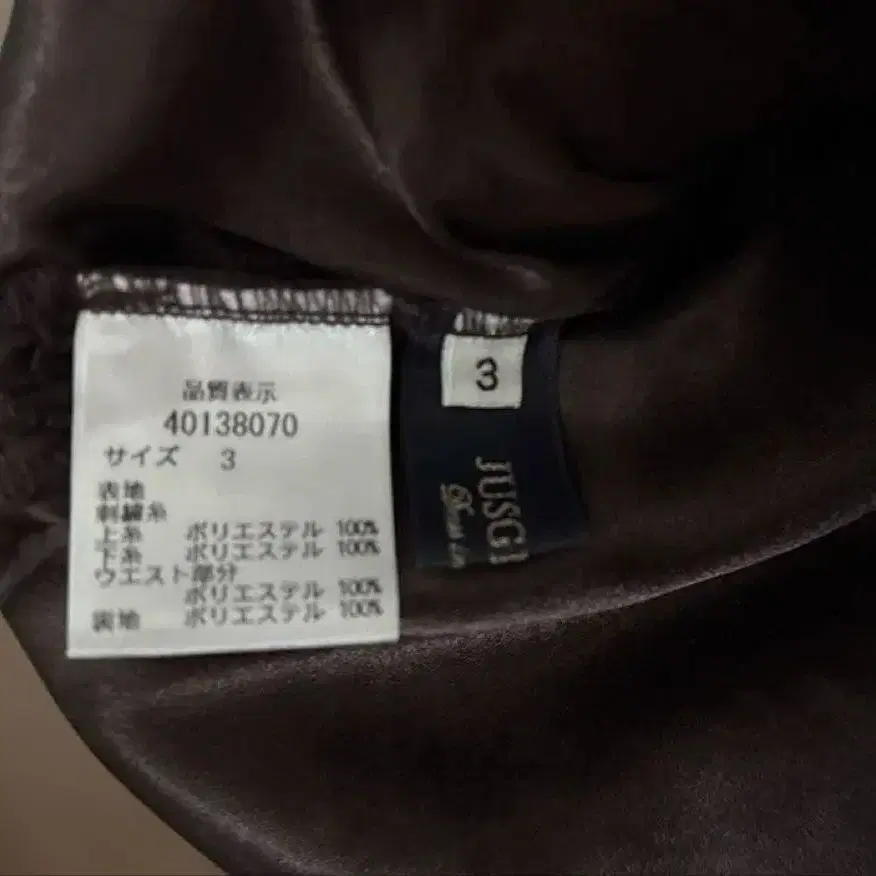 品質表示
40138070
サイズ 3
表地
刺繍糸
上糸 ポリエステル 100%
下糸 ポリエステル 100%
ウエスト部分
ポリエステル 100%
裏地 ポリエステル 100%
3
JUSGL